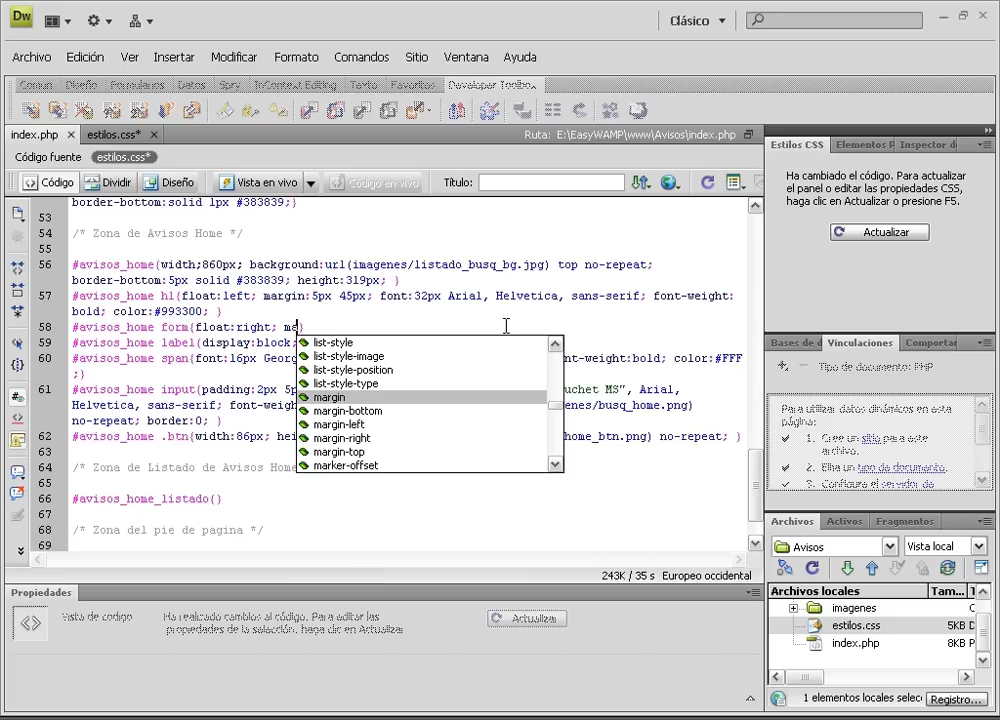 Dw
Clásico
Archivo Edición Ver Insertar Modificar Formato Comandos Sitio Ventana Ayuda
Común Diseño Formularios Datos Spry InContext Editing Texto Favoritos Developer Toolbox
index.php × estilos.css* × Ruta: E:\EasyWAMP\www\Avisos\index.php
Código fuente estilos.css*
Código Dividir Diseño Vista en vivo Código en vivo Título:
border-bottom:solid 1px #383839;}
53
54 /* Zona de Avisos Home */
55
56 #avisos_home{width;860px; background:url(imagenes/listado_busq_bg.jpg) top no-repeat;
border-bottom:5px solid #383839; height:319px; }
57 #avisos_home h1{float:left; margin:5px 45px; font:32px Arial, Helvetica, sans-serif; font-weight:
bold; color:#993300; }
58 #avisos_home form{float:right; ma}
59 #avisos_home label{display:block;
60 #avisos_home span{font:16px Georg nt-weight:bold; color:#FFF
;}
61 #avisos_home input{padding:2px 5p uchet MS", Arial,
Helvetica, sans-serif; font-weig enes/busq_home.png)
no-repeat; border:0; }
62 #avisos_home .btn{width:86px; hei home_btn.png) no-repeat; }
63
64 /* Zona de Listado de Avisos Home
65
66 #avisos_home_listado()
67
68 /* Zona del pie de pagina */
69
list-style
list-style-image
list-style-position
list-style-type
margin
margin-bottom
margin-left
margin-right
margin-top
marker-offset
243K / 35 s Europeo occidental
Propiedades
Vista de código
Ha realizado cambios al código. Para editar las
propiedades de la selección, haga clic en Actualizar
Actualizar
Estilos CSS Elementos P Inspector d
Ha cambiado el código. Para actualizar
el panel o editar las propiedades CSS,
haga clic en Actualizar o presione F5.
Actualizar
Bases de d Vinculaciones Comportar
Tipo de documento: PHP
Para utilizar datos dinámicos en esta
página:
1. Cree un sitio para este
archivo.
2. Elija un tipo de documento.
3. Configure el servidor de
Archivos Activos Fragmentos
Avisos Vista local
Archivos locales Tam... T
imagenes C
estilos.css 5KB D
index.php 8KB P
1 elementos locales selecc Registro...